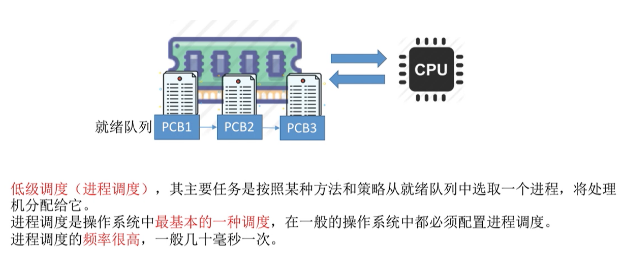 CPU
就绪队列 PCB1 PCB2 PCB3
低级调度（进程调度），其主要任务是按照某种方法和策略从就绪队列中选取一个进程，将处理
机分配给它。
进程调度是操作系统中最基本的一种调度，在一般的操作系统中都必须配置进程调度。
进程调度的频率很高，一般几十毫秒一次。